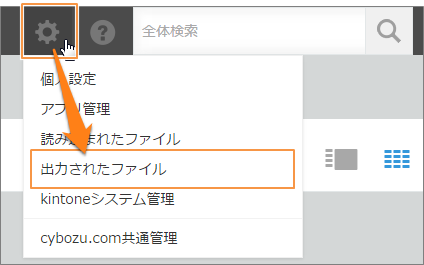 全体検索
個人設定
アプリ管理
読み込まれたファイル
出力されたファイル
kintoneシステム管理
cybozu.com共通管理